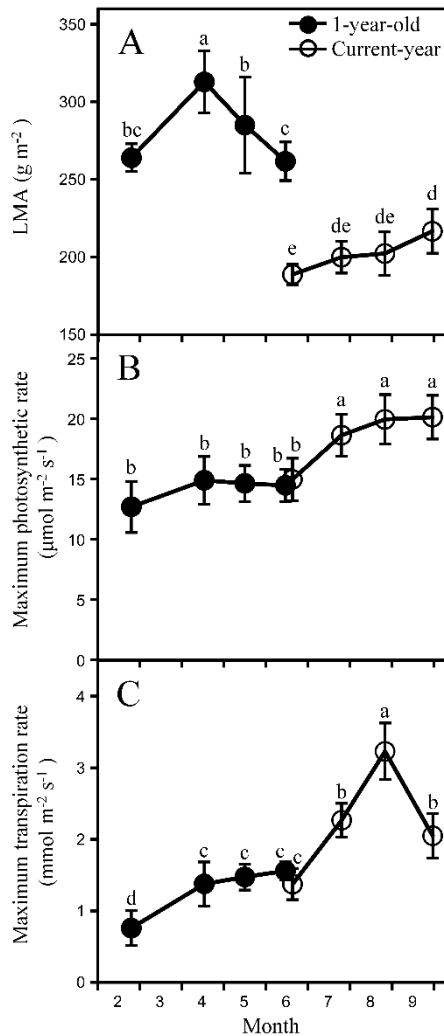 A
1-year-old
Current-year
LMA (g m⁻²)
350
300
250
200
150
bc
a
b
c
e
de
de
d
B
Maximum photosynthetic rate
(μmol m⁻² s⁻¹)
25
20
15
10
5
0
b
b
b
b
b
a
a
a
C
Maximum transpiration rate
(mmol m⁻² s⁻¹)
4
3
2
1
0
d
c
c
c
c
b
a
b
2 3 4 5 6 7 8 9
Month